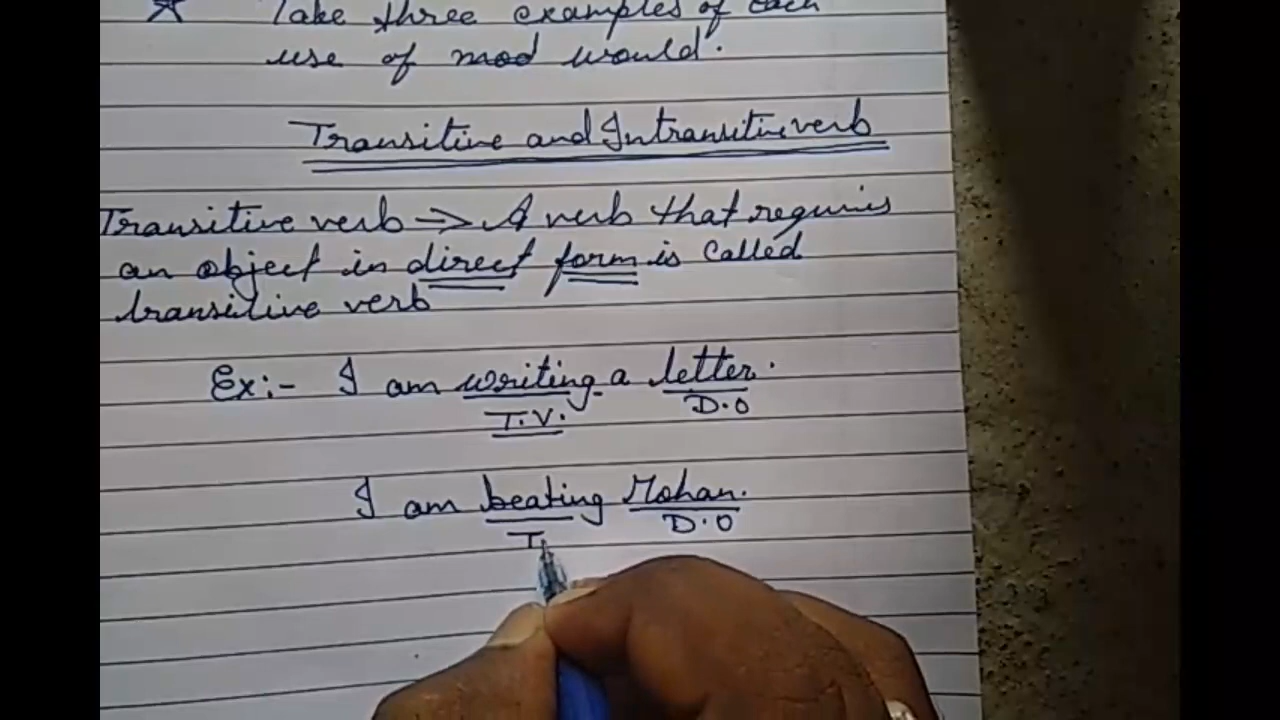 Take three examples of each
use of mod would.
Transitive and Intransitive verb
Transitive verb => A verb that requires
an object in direct form is called
transitive verb
Ex:- I am writing a letter.
T.V. D.O
I am beating Mohan.
T D.O